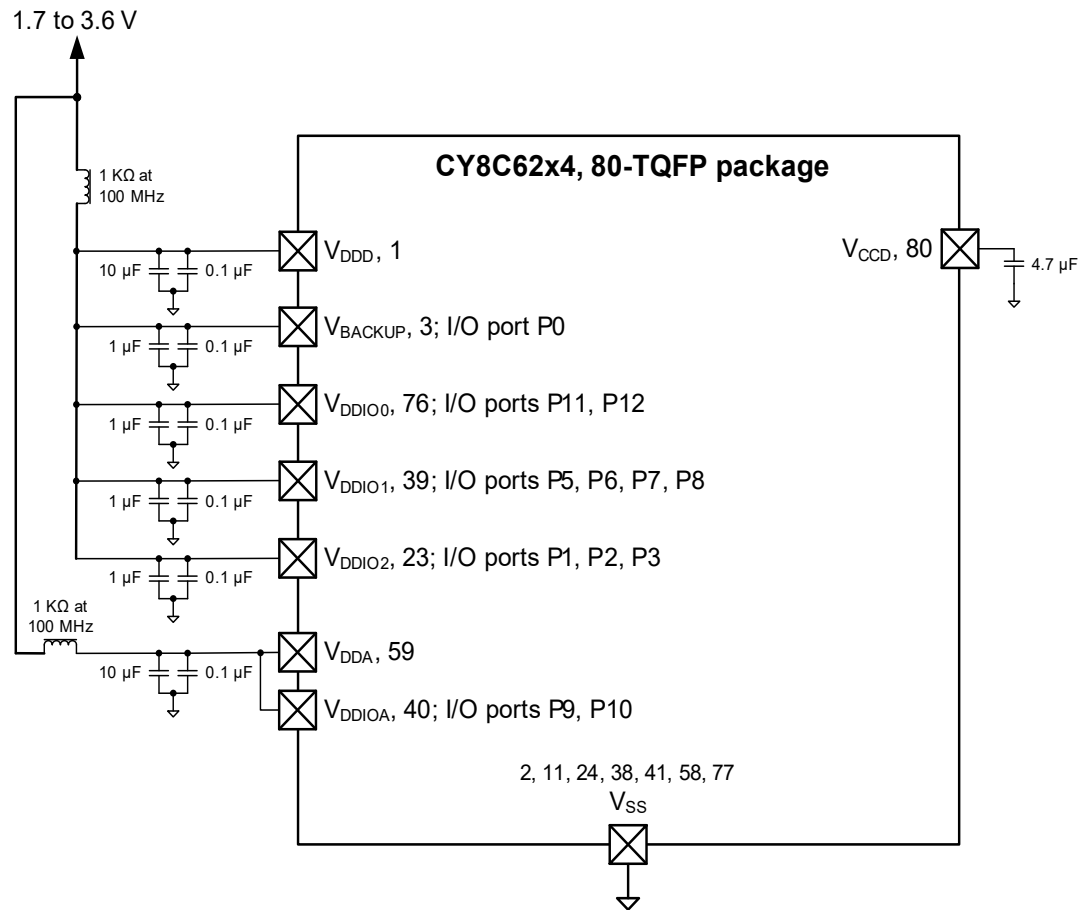 1.7 to 3.6 V
CY8C62x4, 80-TQFP package
1 KΩ at
100 MHz
V_DDD, 1
V_CCD, 80
10 µF
0.1 µF
4.7 µF
V_BACKUP, 3; I/O port P0
1 µF
0.1 µF
V_DDIO0, 76; I/O ports P11, P12
1 µF
0.1 µF
V_DDIO1, 39; I/O ports P5, P6, P7, P8
1 µF
0.1 µF
V_DDIO2, 23; I/O ports P1, P2, P3
1 µF
0.1 µF
1 KΩ at
100 MHz
V_DDA, 59
10 µF
0.1 µF
V_DDIOA, 40; I/O ports P9, P10
2, 11, 24, 38, 41, 58, 77
V_SS